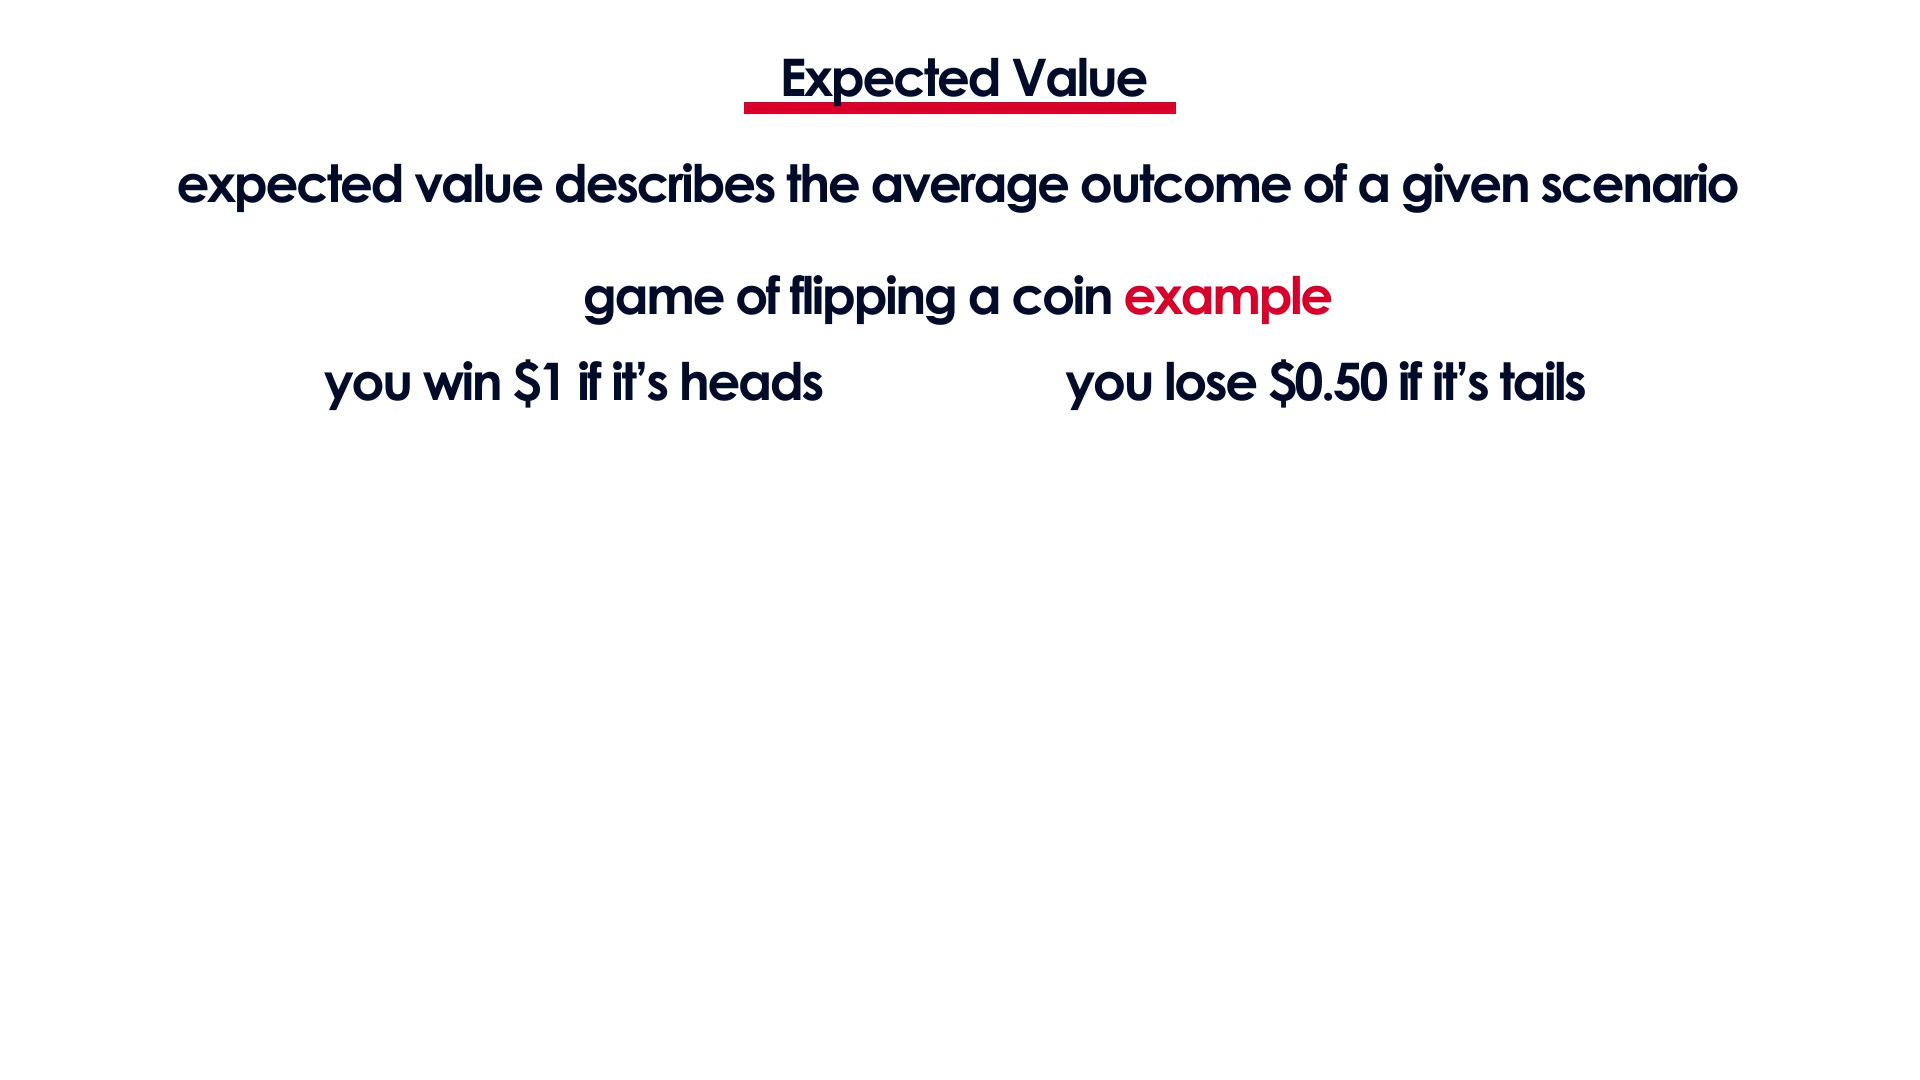 Expected Value
expected value describes the average outcome of a given scenario
game of flipping a coin example
you win $1 if it’s heads
you lose $0.50 if it’s tails